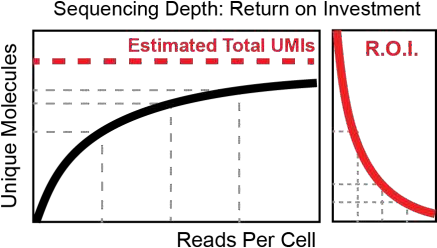 Sequencing Depth: Return on Investment
Estimated Total UMIs
R.O.I.
Unique Molecules
Reads Per Cell